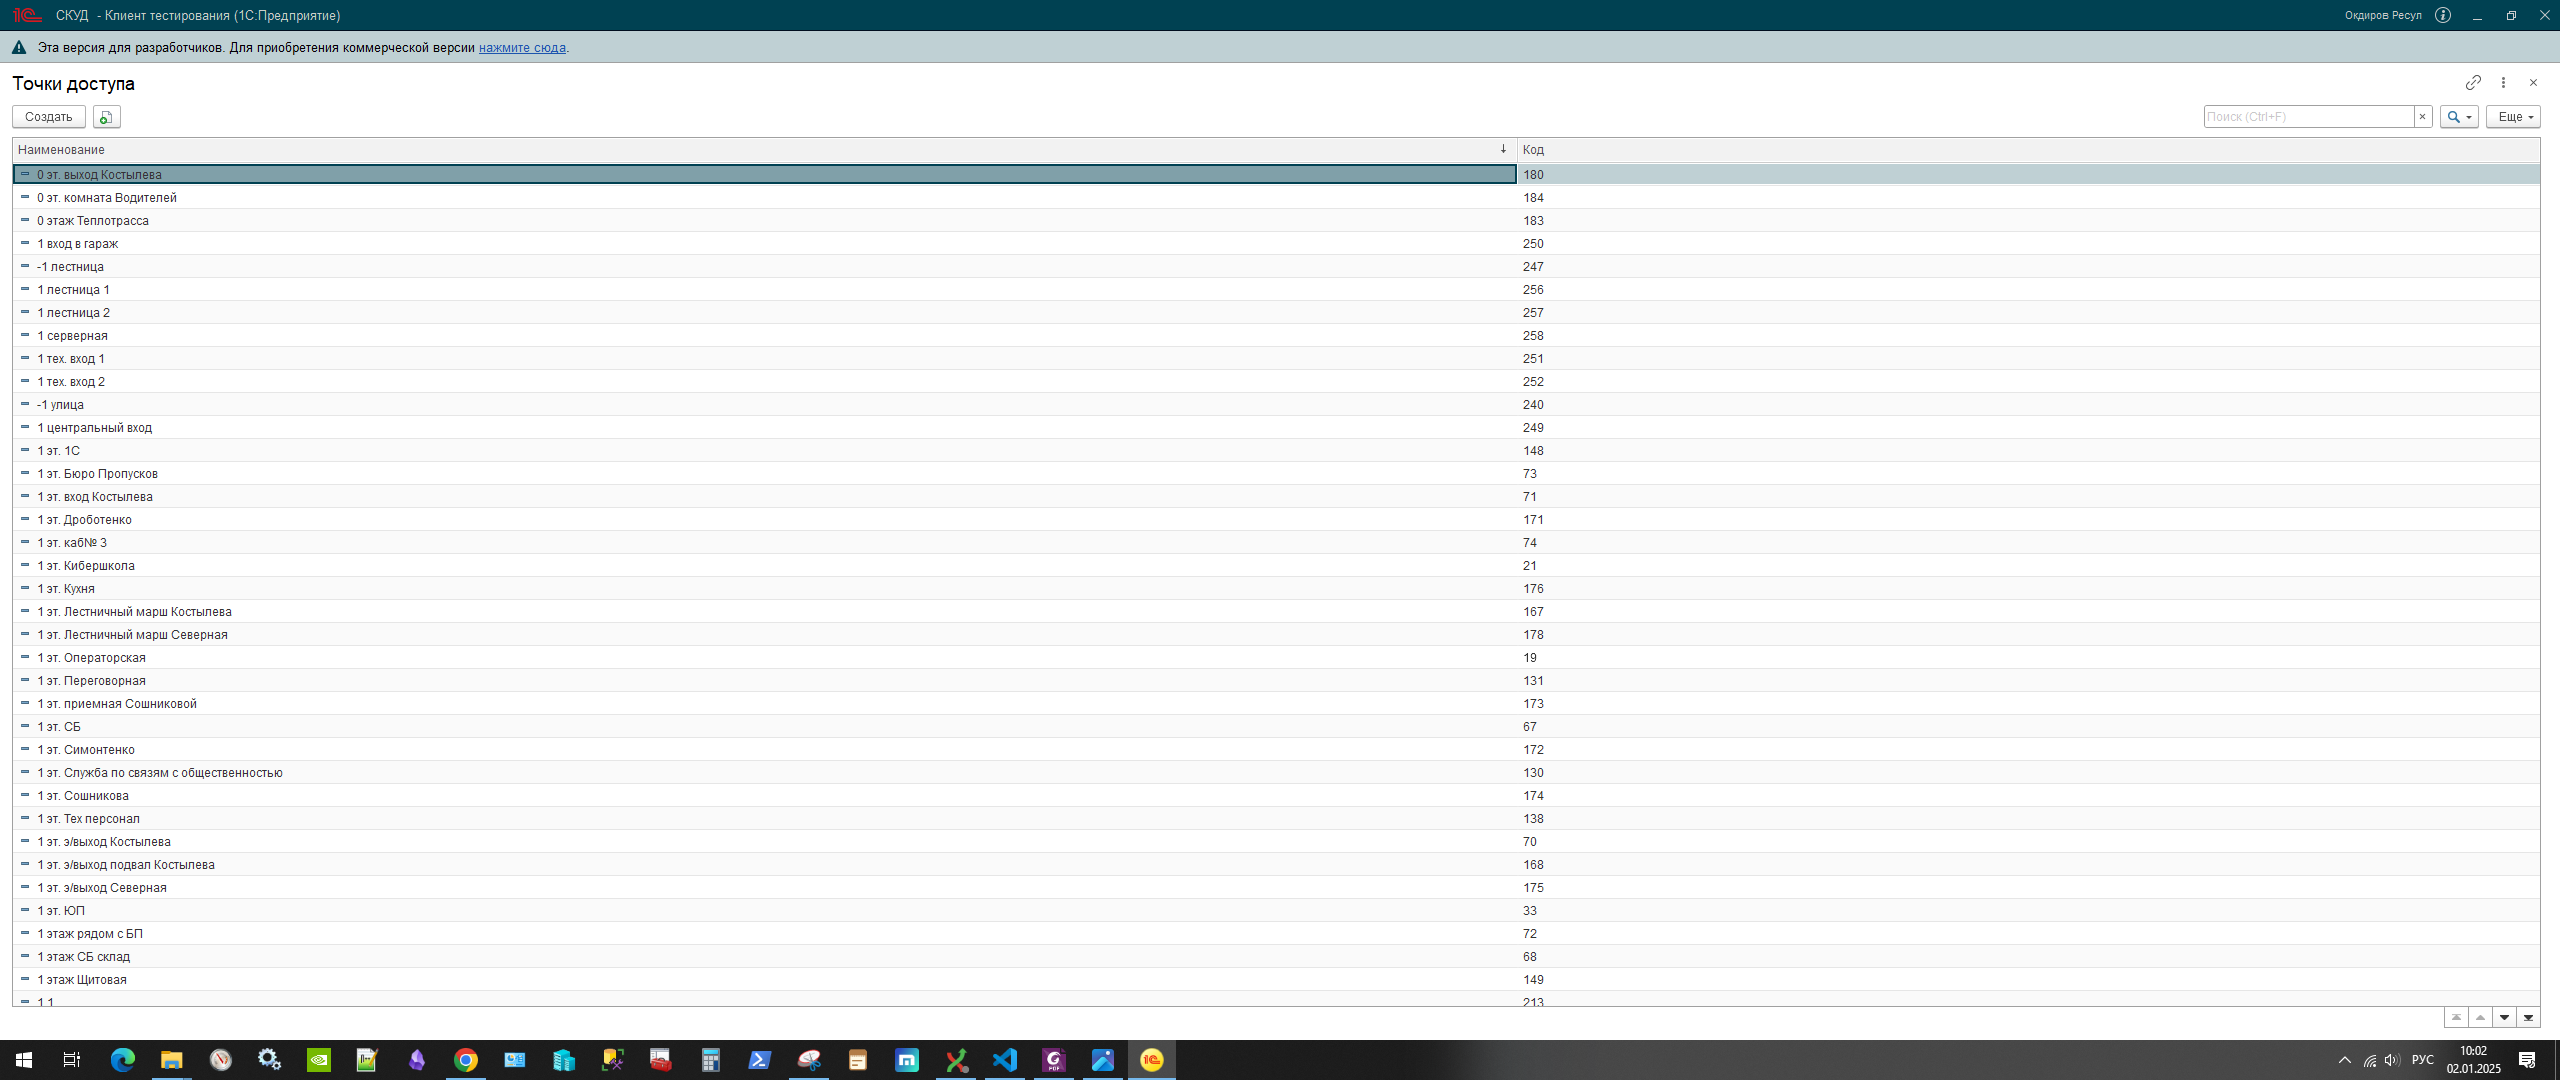 СКУД - Клиент тестирования (1С:Предприятие)
Окдиров Ресул
Эта версия для разработчиков. Для приобретения коммерческой версии нажмите сюда.
Точки доступа
Создать
Поиск (Ctrl+F)
Еще
Наименование Код
0 эт. выход Костылева 180
0 эт. комната Водителей 184
0 этаж Теплотрасса 183
1 вход в гараж 250
-1 лестница 247
1 лестница 1 256
1 лестница 2 257
1 серверная 258
1 тех. вход 1 251
1 тех. вход 2 252
-1 улица 240
1 центральный вход 249
1 эт. 1С 148
1 эт. Бюро Пропусков 73
1 эт. вход Костылева 71
1 эт. Дроботенко 171
1 эт. каб№ 3 74
1 эт. Кибершкола 21
1 эт. Кухня 176
1 эт. Лестничный марш Костылева 167
1 эт. Лестничный марш Северная 178
1 эт. Операторская 19
1 эт. Переговорная 131
1 эт. приемная Сошниковой 173
1 эт. СБ 67
1 эт. Симонтенко 172
1 эт. Служба по связям с общественностью 130
1 эт. Сошникова 174
1 эт. Тех персонал 138
1 эт. э/выход Костылева 70
1 эт. э/выход подвал Костылева 168
1 эт. э/выход Северная 175
1 эт. ЮП 33
1 этаж рядом с БП 72
1 этаж СБ склад 68
1 этаж Щитовая 149
1.1 213
РУС
10:02
02.01.2025